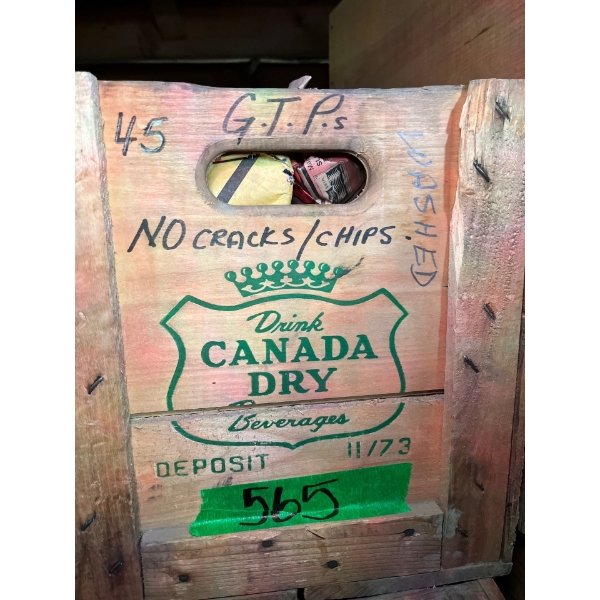 45
G.T.P.s
NO CRACKS/CHIPS.
WASHED
Drink
CANADA
DRY
Beverages
DEPOSIT 11/73
565